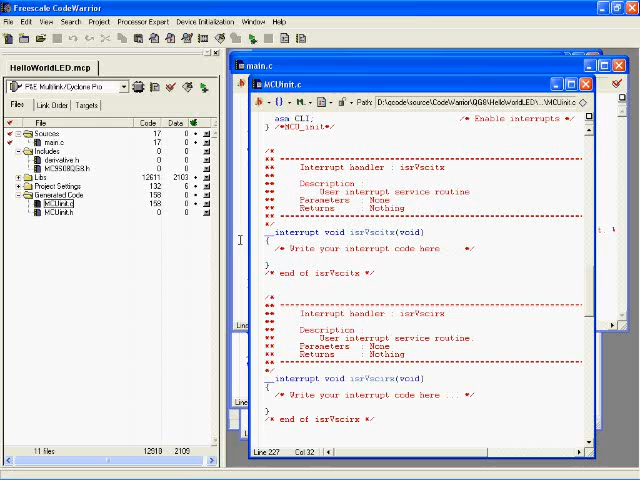 Freescale CodeWarrior
File Edit View Search Project Processor Expert Device Initialization Window Help
HelloWorldLED.mcp
P&E Multilink/Cyclone Pro
Files Link Order Targets
File Code Data
Sources 17 0
main.c 17 0
Includes 0 0
derivative.h 0 0
MC9S08QG8.h 0 0
Libs 12611 2103
Project Settings 132 6
Generated Code 158 0
MCUinit.c 158 0
MCUinit.h 0 0
11 files 12918 2109
main.c
MCUinit.c
Path: D:\qcode\source\CodeWarrior\QG8\HelloWorldLED\...\MCUinit.c
asm CLI; /* Enable interrupts */
} /*MCU_init*/
/*
** ===================================================================
** Interrupt handler : isrVscitx
**
** Description :
** User interrupt service routine
** Parameters : None
** Returns : Nothing
** ===================================================================
__interrupt void isrVscitx(void)
{
/* Write your interrupt code here ... */
}
/* end of isrVscitx */
/*
** ===================================================================
** Interrupt handler : isrVscirx
**
** Description :
** User interrupt service routine.
** Parameters : None
** Returns : Nothing
** ===================================================================
__interrupt void isrVscirx(void)
{
/* Write your interrupt code here ... */
}
/* end of isrVscirx */
Line 227 Col 32